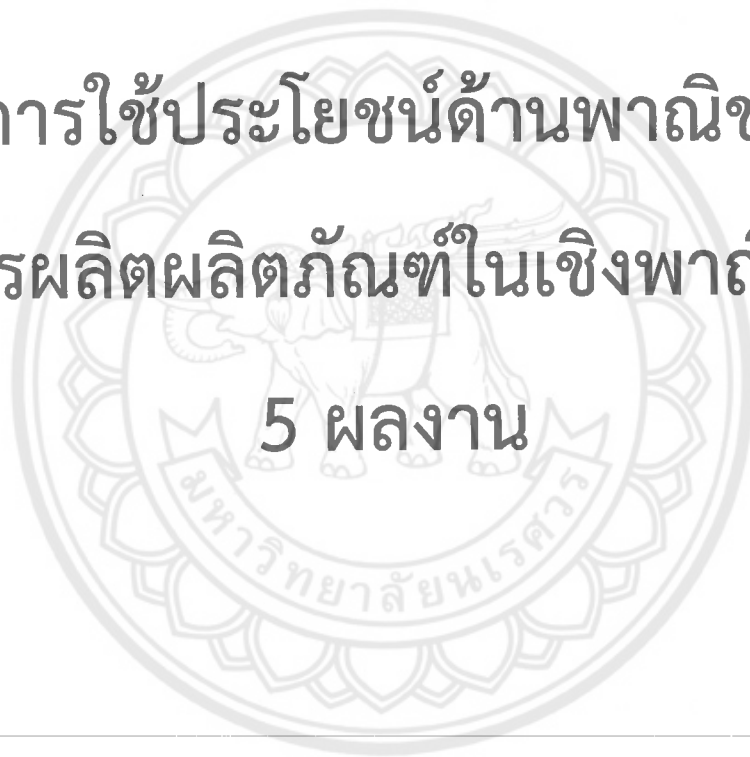 การใช้ประโยชน์ด้านพาณิช
รผลิตผลิตภัณฑ์ในเชิงพาณิ
5 ผลงาน
มหาวิทยาลัยนเรศวร